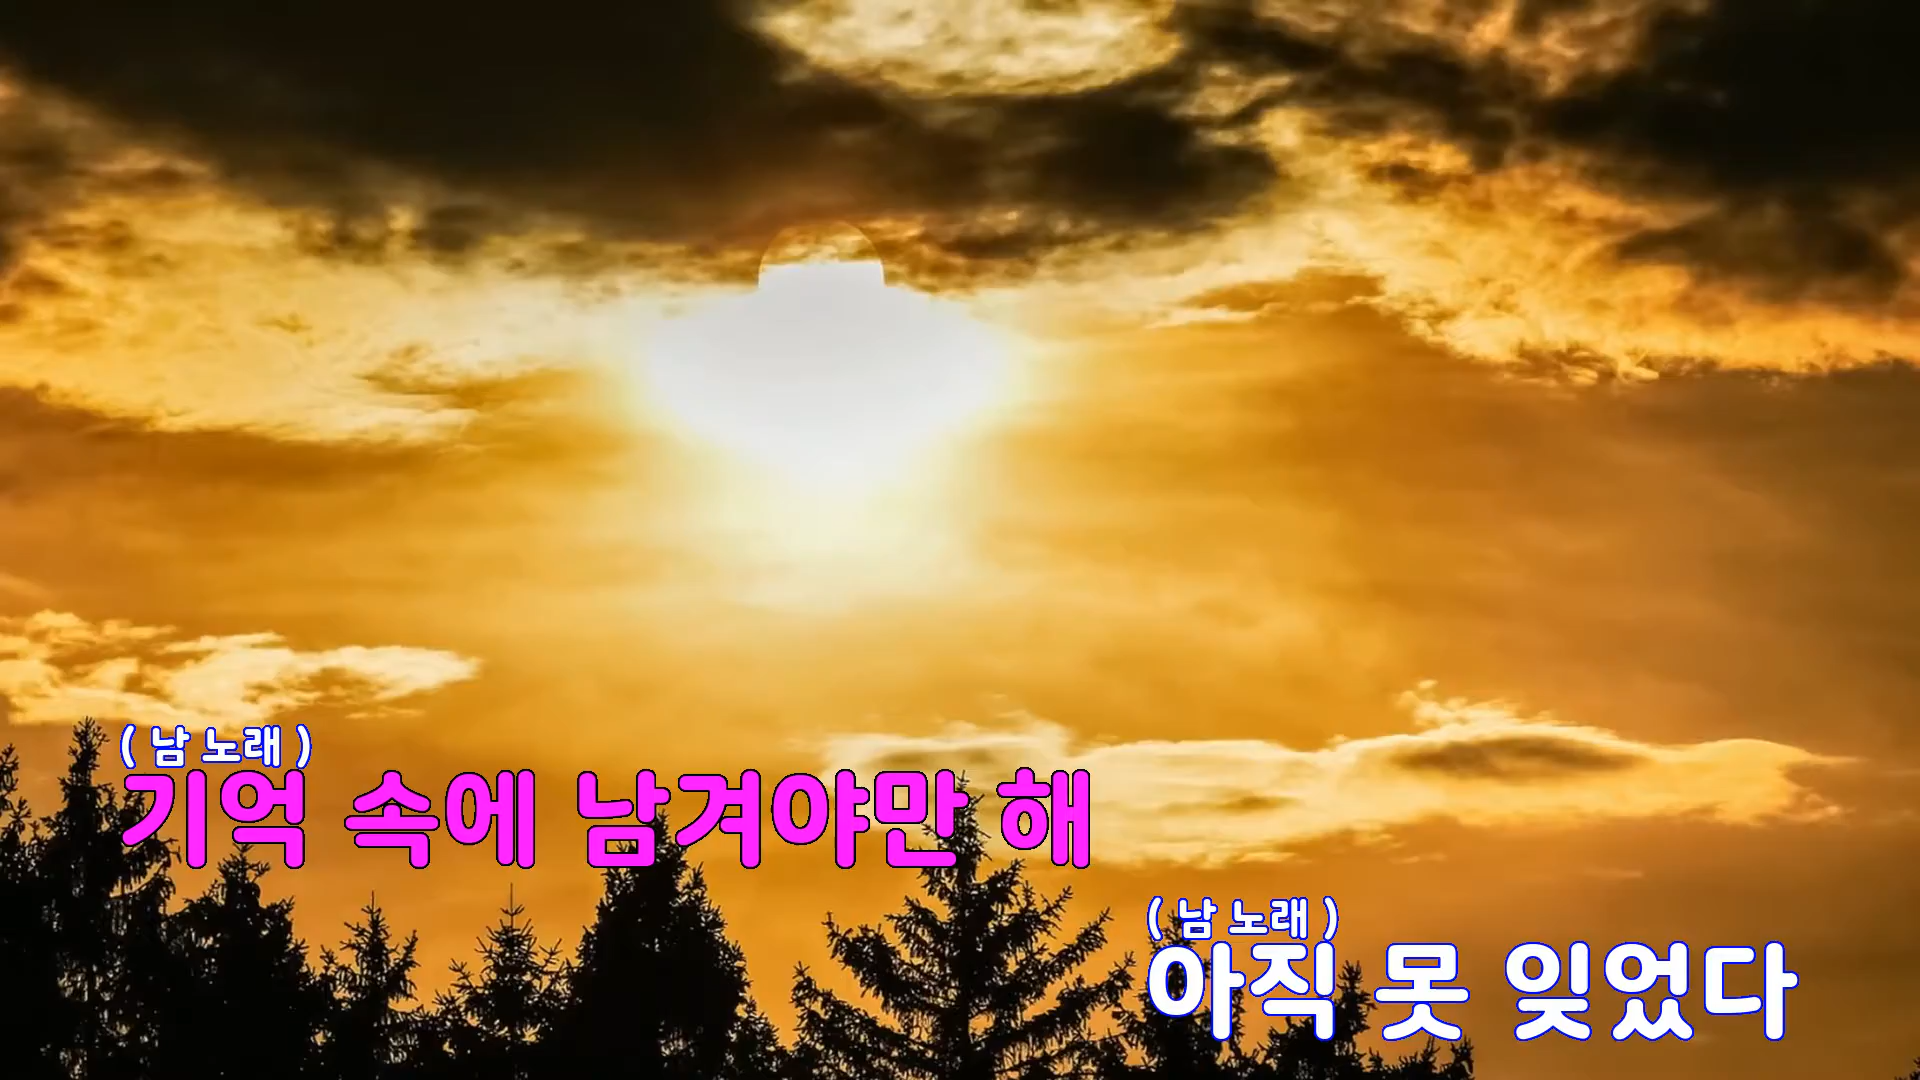 ( 남 노래 )
기억 속에 남겨야만 해
( 남 노래 )
아직 못 잊었다